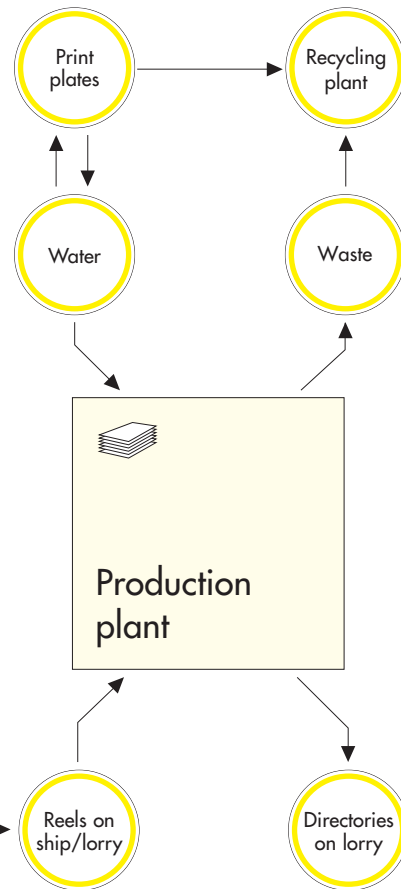 Print
plates
Recycling
plant
Water
Waste
Production
plant
Reels on
ship/lorry
Directories
on lorry